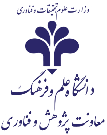 وزارت علوم، تحقیقات و فناوری
دانشگاه علم و فرهنگ
معاونت پژوهش و فناوری